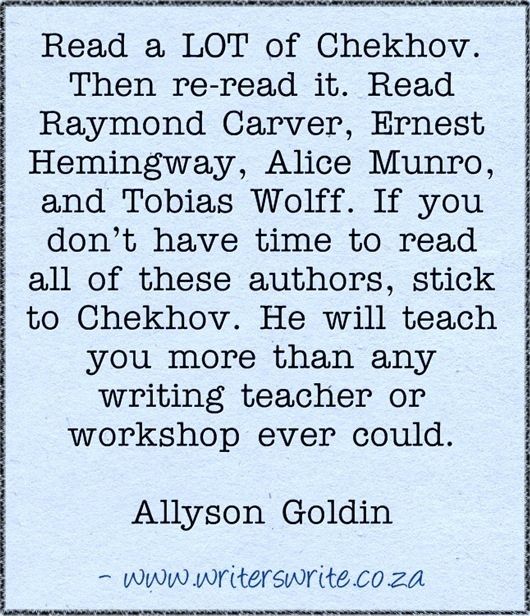 Read a LOT of Chekhov.
Then re-read it. Read
Raymond Carver, Ernest
Hemingway, Alice Munro,
and Tobias Wolff. If you
don't have time to read
all of these authors, stick
to Chekhov. He will teach
you more than any
writing teacher or
workshop ever could.
Allyson Goldin
- www.writerswrite.co.za